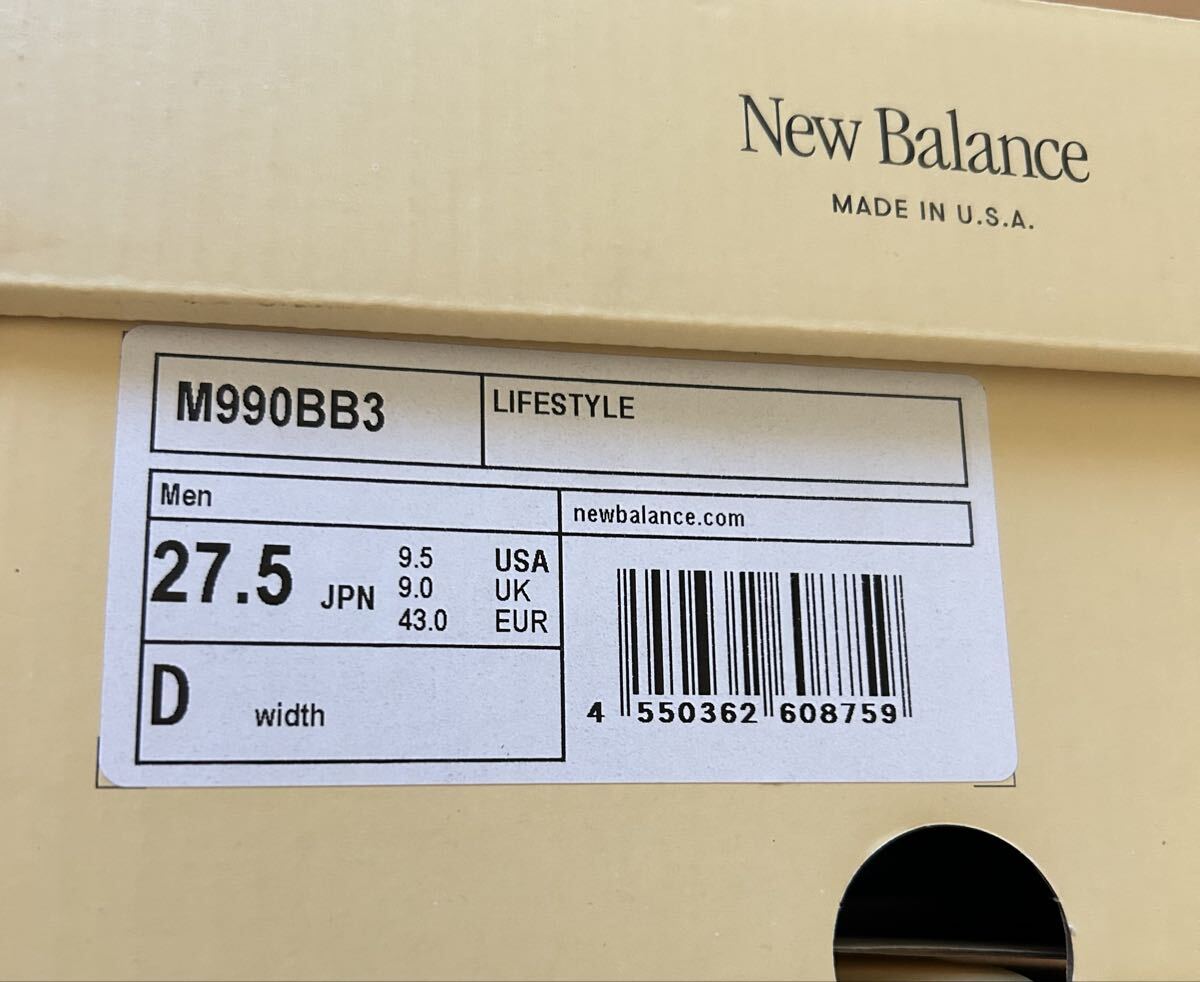 New Balance
MADE IN U.S.A.
M990BB3
LIFESTYLE
Men
newbalance.com
27.5 JPN
9.5 USA
9.0 UK
43.0 EUR
D width
4 550362 608759